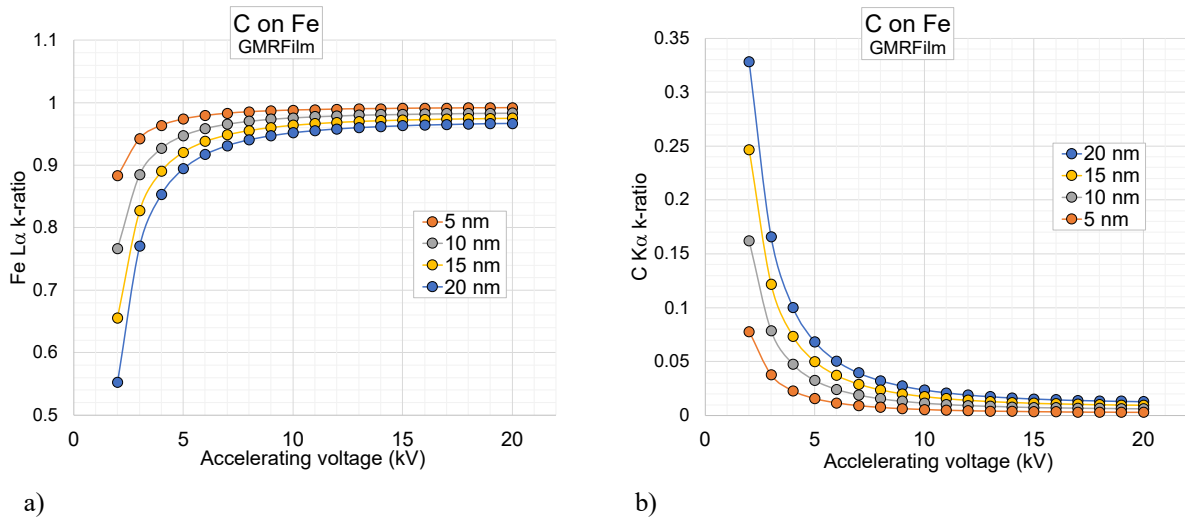 C on Fe
GMRFilm
1.1
1
0.9
0.8
0.7
0.6
0.5
Fe Lα k-ratio
5 nm
10 nm
15 nm
20 nm
0 5 10 15 20
Accelerating voltage (kV)
a)
C on Fe
GMRFilm
0.35
0.3
0.25
0.2
0.15
0.1
0.05
0
C Kα k-ratio
20 nm
15 nm
10 nm
5 nm
0 5 10 15 20
Acclelerating voltage (kV)
b)